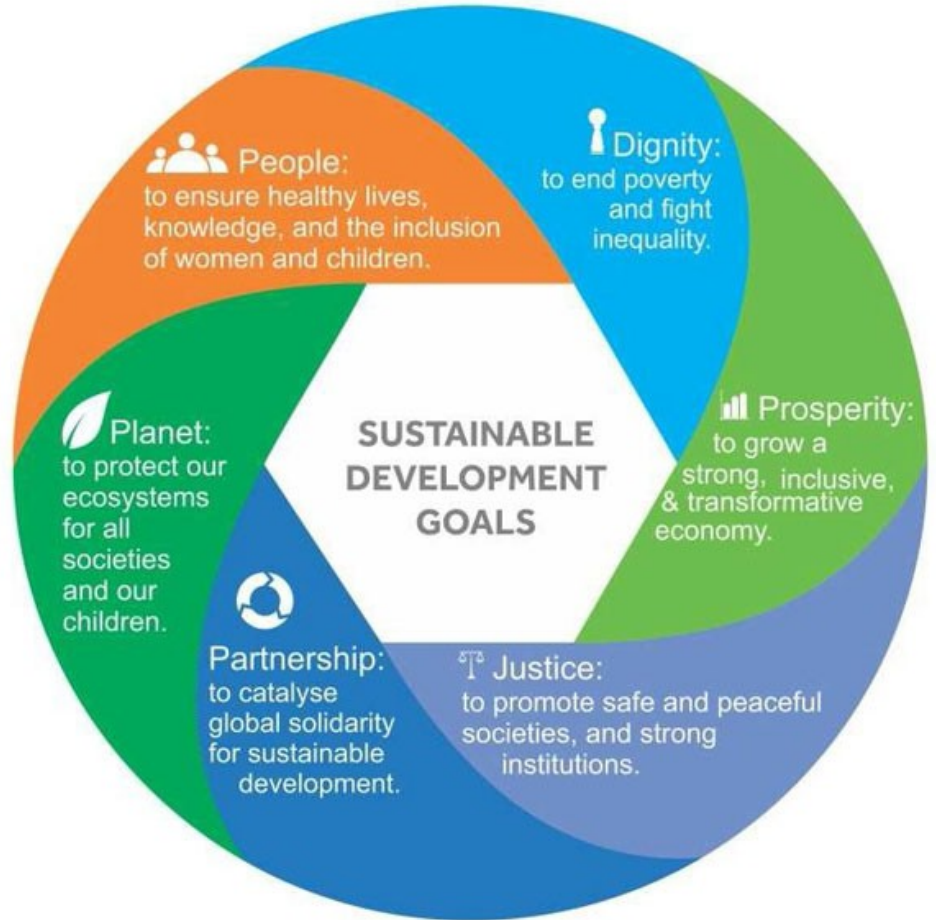 People:
to ensure healthy lives,
knowledge, and the inclusion
of women and children.
Dignity:
to end poverty
and fight
inequality.
Prosperity:
to grow a
strong, inclusive,
& transformative
economy.
Justice:
to promote safe and peaceful
societies, and strong
institutions.
Partnership:
to catalyse
global solidarity
for sustainable
development.
Planet:
to protect our
ecosystems
for all
societies
and our
children.
SUSTAINABLE
DEVELOPMENT
GOALS